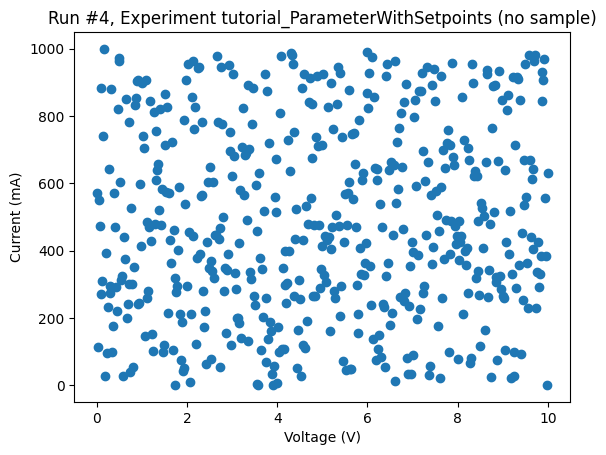 Run #4, Experiment tutorial_ParameterWithSetpoints (no sample)
1000
800
600
400
200
0
Current (mA)
0 2 4 6 8 10
Voltage (V)